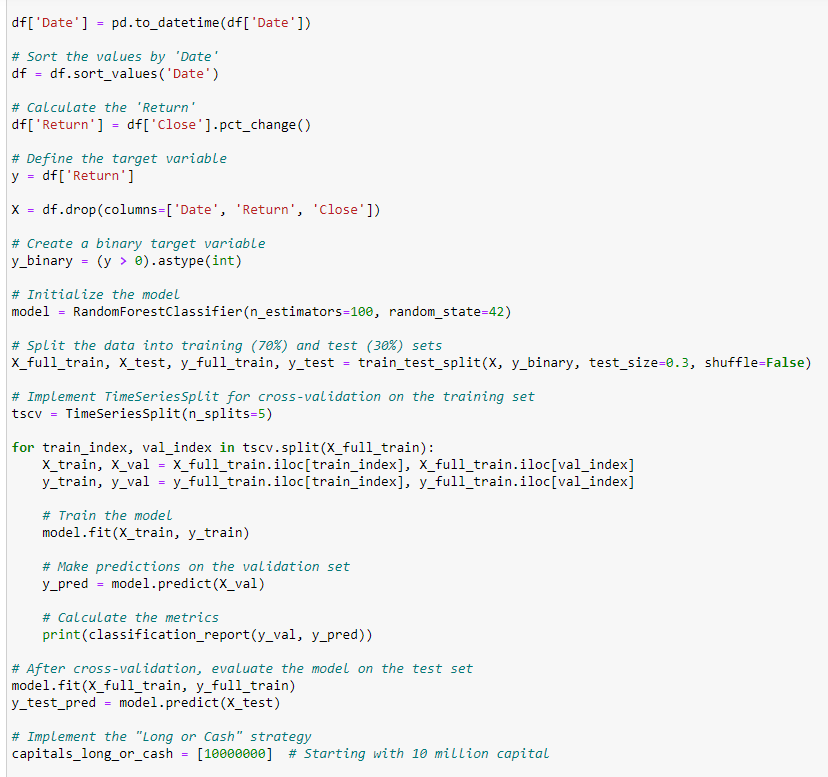 df['Date'] = pd.to_datetime(df['Date'])
# Sort the values by 'Date'
df = df.sort_values('Date')
# Calculate the 'Return'
df['Return'] = df['Close'].pct_change()
# Define the target variable
y = df['Return']
X = df.drop(columns=['Date', 'Return', 'Close'])
# Create a binary target variable
y_binary = (y > 0).astype(int)
# Initialize the model
model = RandomForestClassifier(n_estimators=100, random_state=42)
# Split the data into training (70%) and test (30%) sets
X_full_train, X_test, y_full_train, y_test = train_test_split(X, y_binary, test_size=0.3, shuffle=False)
# Implement TimeSeriesSplit for cross-validation on the training set
tscv = TimeSeriesSplit(n_splits=5)
for train_index, val_index in tscv.split(X_full_train):
    X_train, X_val = X_full_train.iloc[train_index], X_full_train.iloc[val_index]
    y_train, y_val = y_full_train.iloc[train_index], y_full_train.iloc[val_index]
    # Train the model
    model.fit(X_train, y_train)
    # Make predictions on the validation set
    y_pred = model.predict(X_val)
    # Calculate the metrics
    print(classification_report(y_val, y_pred))
# After cross-validation, evaluate the model on the test set
model.fit(X_full_train, y_full_train)
y_test_pred = model.predict(X_test)
# Implement the "Long or Cash" strategy
capitals_long_or_cash = [10000000]  # Starting with 10 million capital